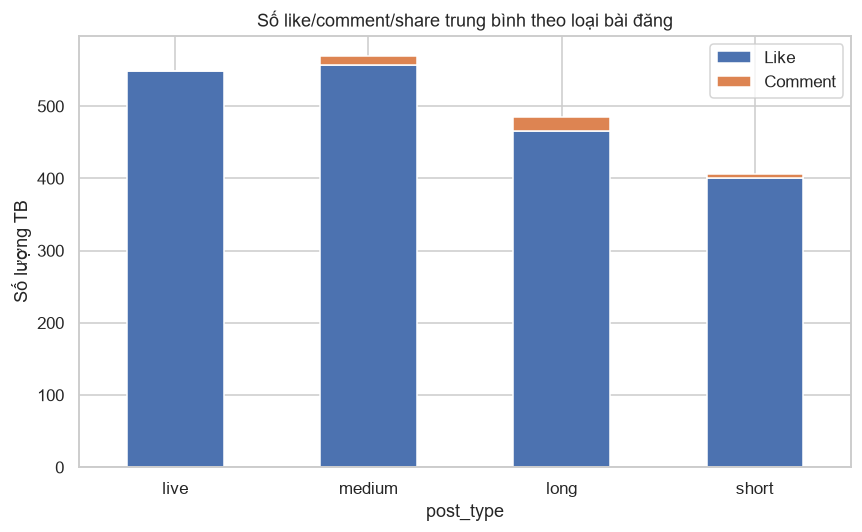 Số like/comment/share trung bình theo loại bài đăng
Like
Comment
Số lượng TB
500
400
300
200
100
0
live
medium
long
short
post_type